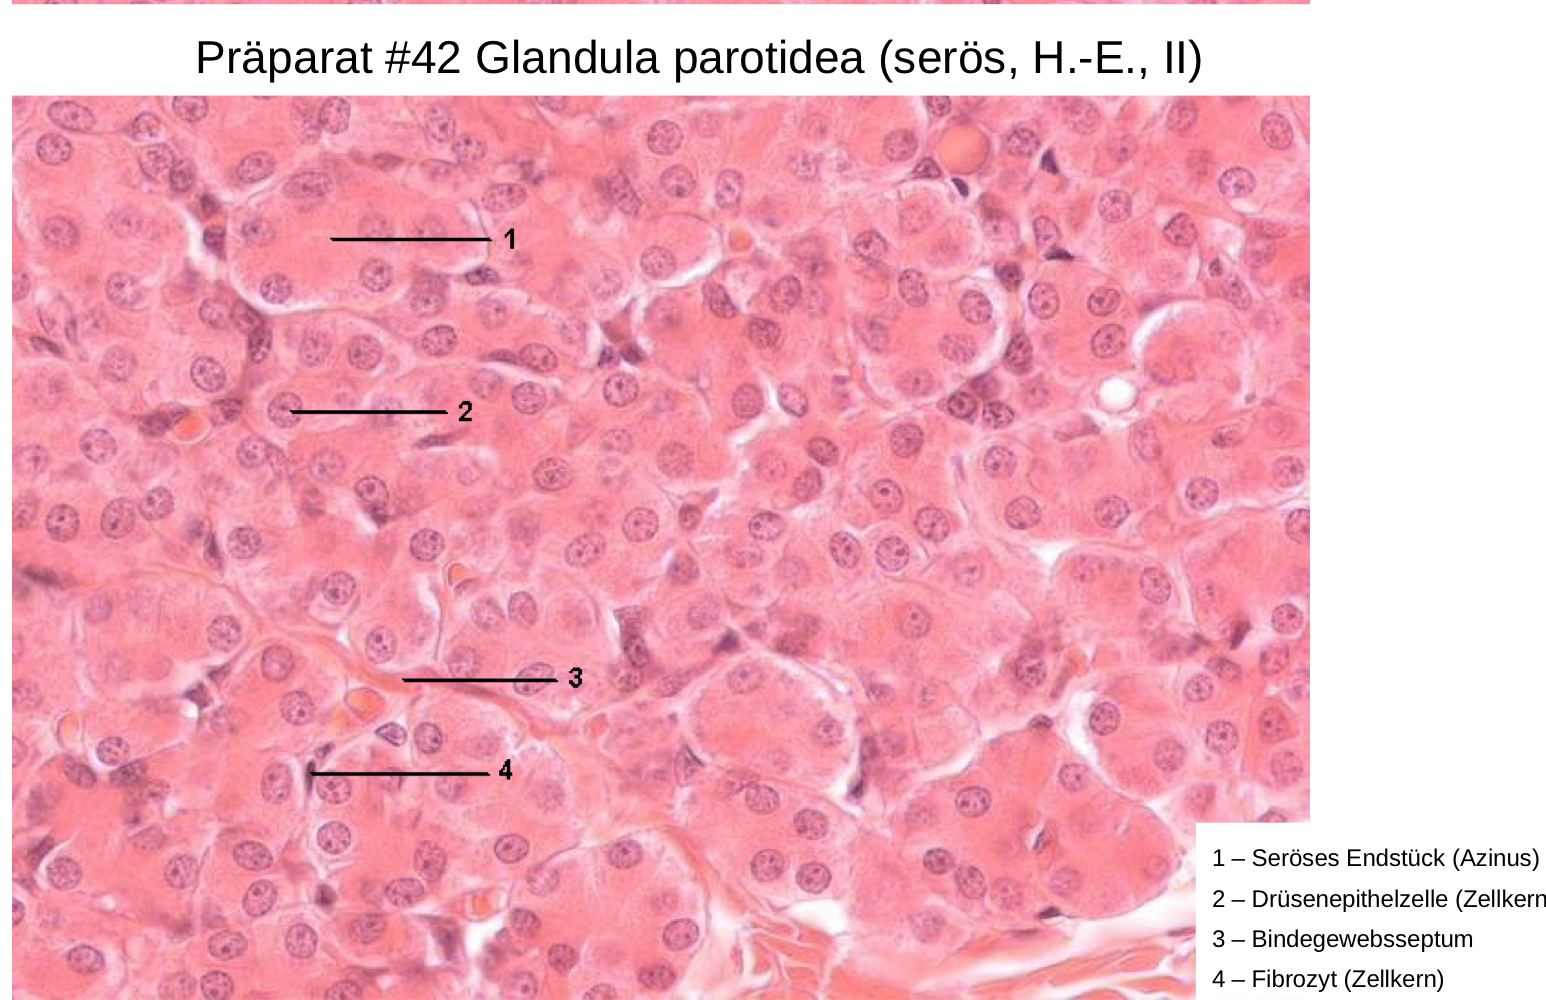 Präparat #42 Glandula parotidea (serös, H.-E., II)
1
2
3
4
1 – Seröses Endstück (Azinus)
2 – Drüsenepithelzelle (Zellkern
3 – Bindegewebsseptum
4 – Fibrozyt (Zellkern)